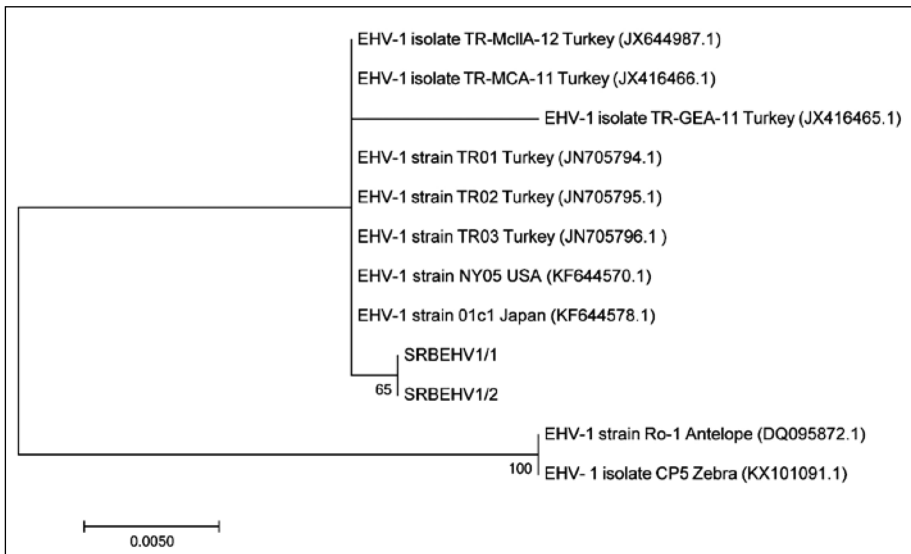 EHV-1 isolate TR-McIIA-12 Turkey (JX644987.1)
EHV-1 isolate TR-MCA-11 Turkey (JX416466.1)
EHV-1 isolate TR-GEA-11 Turkey (JX416465.1)
EHV-1 strain TR01 Turkey (JN705794.1)
EHV-1 strain TR02 Turkey (JN705795.1)
EHV-1 strain TR03 Turkey (JN705796.1 )
EHV-1 strain NY05 USA (KF644570.1)
EHV-1 strain 01c1 Japan (KF644578.1)
SRBEHV1/1
65
SRBEHV1/2
EHV-1 strain Ro-1 Antelope (DQ095872.1)
100
EHV- 1 isolate CP5 Zebra (KX101091.1)
0.0050